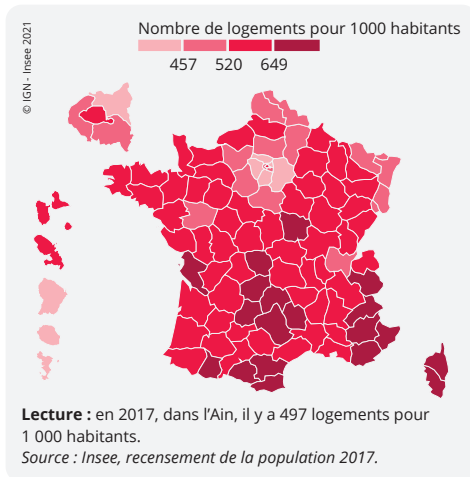 © IGN - Insee 2021
Nombre de logements pour 1000 habitants
457 520 649
Lecture : en 2017, dans l’Ain, il y a 497 logements pour
1 000 habitants.
Source : Insee, recensement de la population 2017.